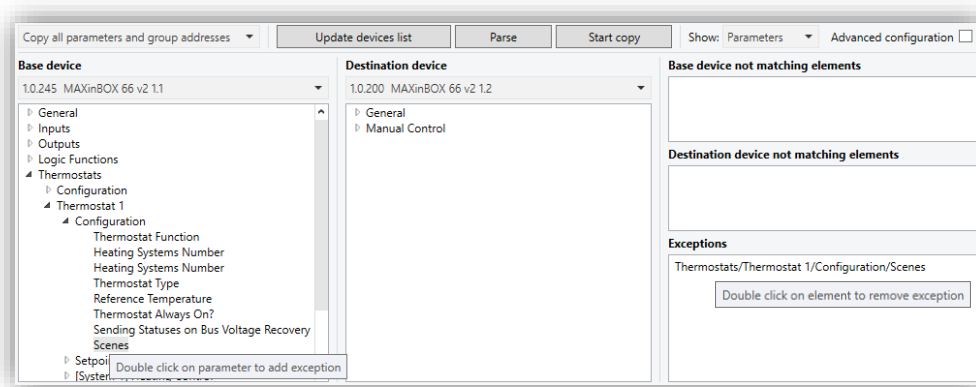 Copy all parameters and group addresses
Update devices list
Parse
Start copy
Show: Parameters
Advanced configuration
Base device
1.0.245 MAXinBOX 66 v2 1.1
General
Inputs
Outputs
Logic Functions
Thermostats
Configuration
Thermostat 1
Configuration
Thermostat Function
Heating Systems Number
Heating Systems Number
Thermostat Type
Reference Temperature
Thermostat Always On?
Sending Statuses on Bus Voltage Recovery
Scenes
Double click on parameter to add exception
Destination device
1.0.200 MAXinBOX 66 v2 1.2
General
Manual Control
Base device not matching elements
Destination device not matching elements
Exceptions
Thermostats/Thermostat 1/Configuration/Scenes
Double click on element to remove exception